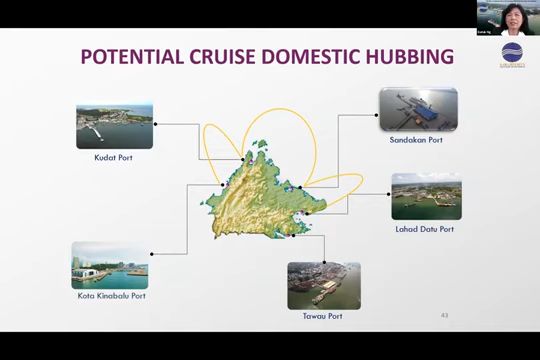 POTENTIAL CRUISE DOMESTIC HUBBING
Kudat Port
Sandakan Port
Lahad Datu Port
Kota Kinabalu Port
Tawau Port
43